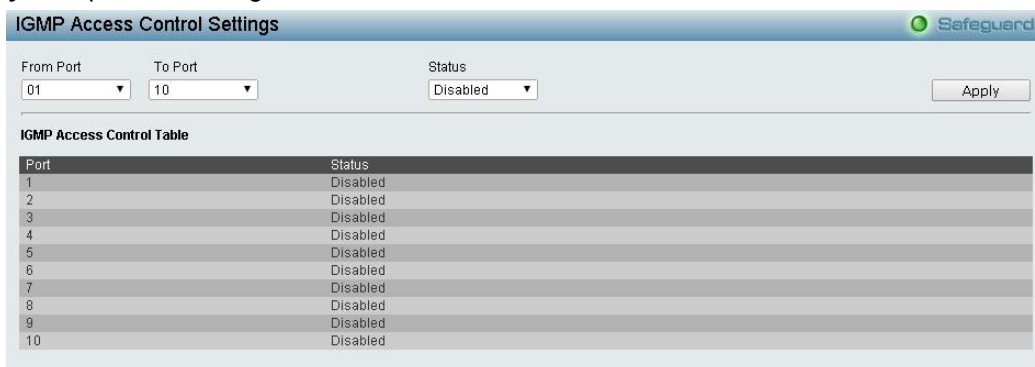 IGMP Access Control Settings
Safeguard
From Port To Port Status
01 10 Disabled Apply
IGMP Access Control Table
Port Status
1 Disabled
2 Disabled
3 Disabled
4 Disabled
5 Disabled
6 Disabled
7 Disabled
8 Disabled
9 Disabled
10 Disabled